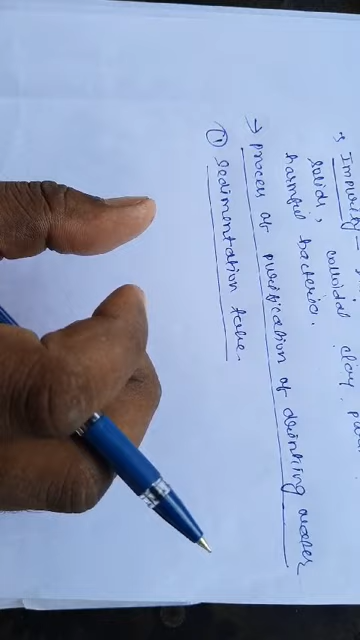 → Impurity –
solids, colloidal clay,
harmful bacteria.
→ process of purification of drinking water
① Sedimentation tank.